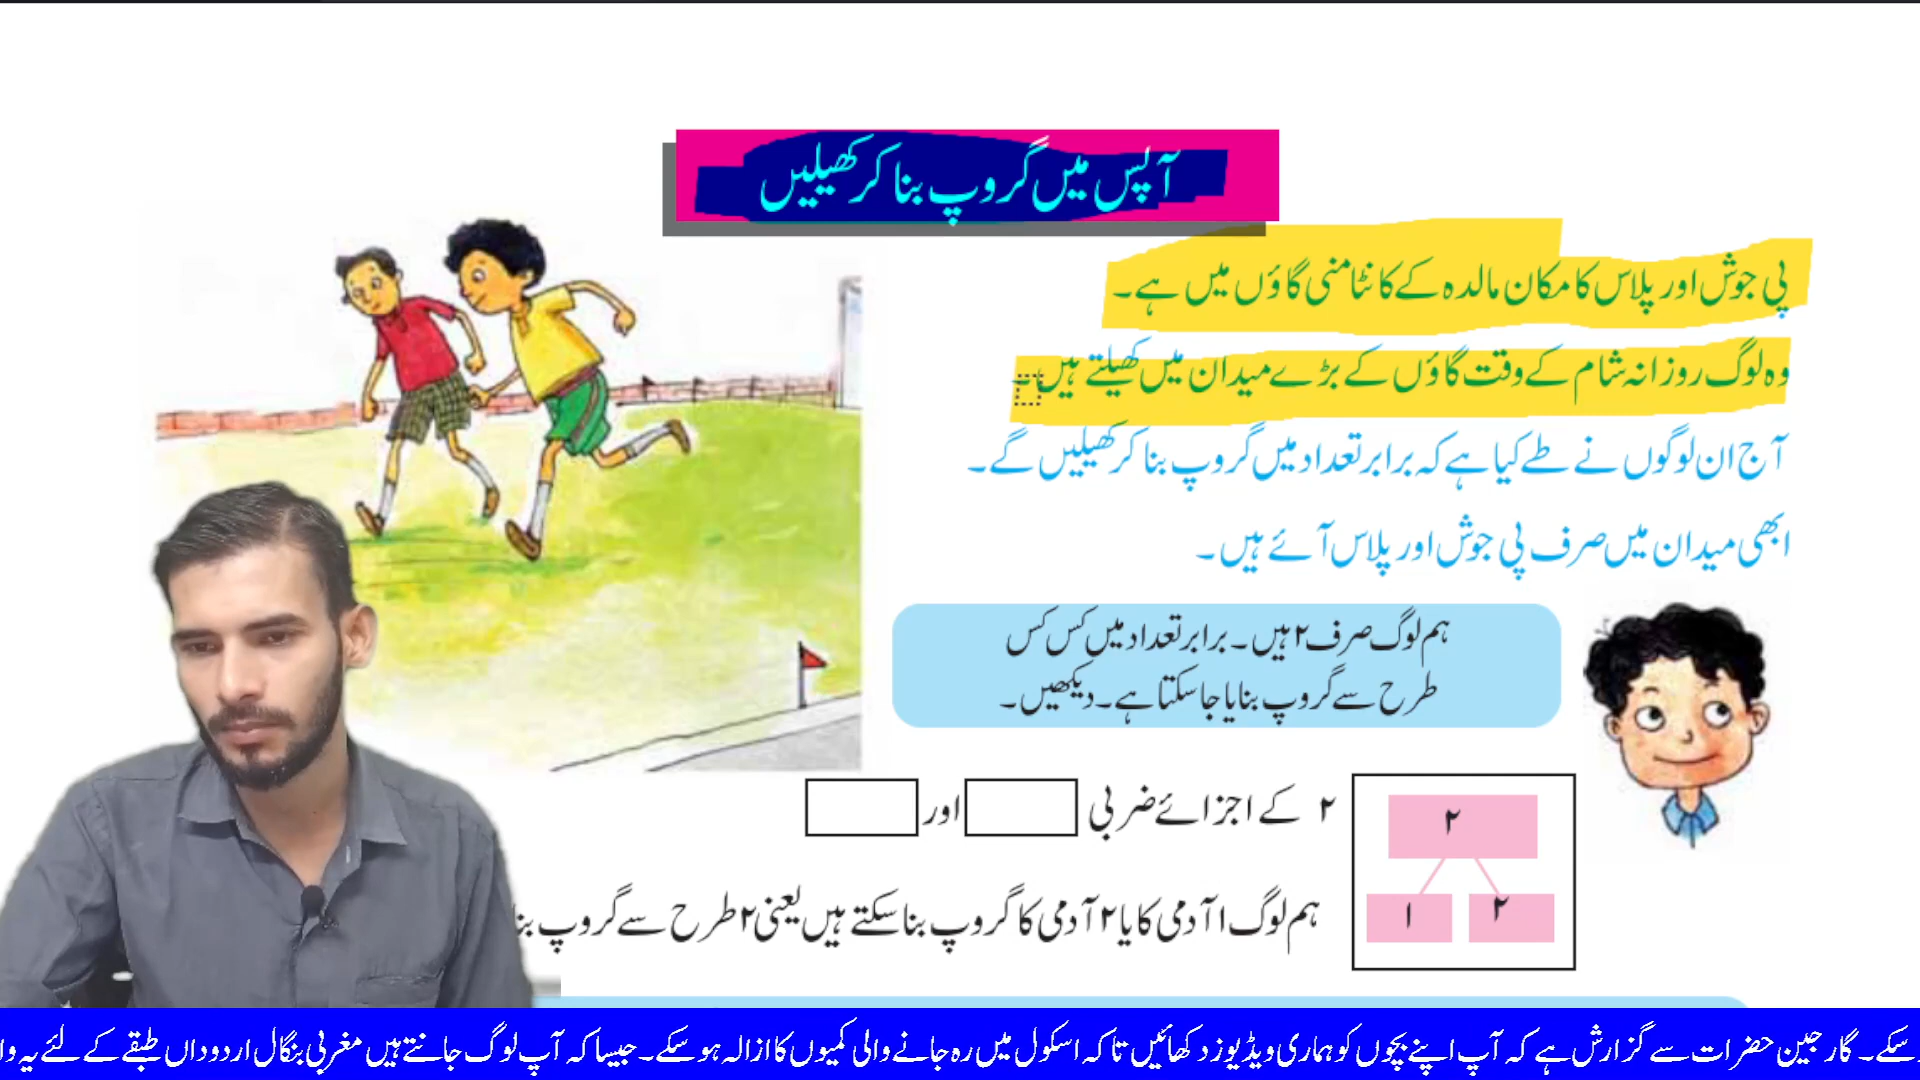 آپس میں گروپ بنا کر کھیلیں
پی جوش اور پلاس کا مکان مالدہ کے کانٹامنی گاؤں میں ہے۔
وہ لوگ روزانہ شام کے وقت گاؤں کے بڑے میدان میں کھیلتے ہیں۔
آج ان لوگوں نے طے کیا ہے کہ برابر تعداد میں گروپ بنا کر کھیلیں گے۔
ابھی میدان میں صرف پی جوش اور پلاس آئے ہیں۔
ہم لوگ صرف ۲ ہیں۔ برابر تعداد میں کس کس
طرح سے گروپ بنایا جا سکتا ہے۔ دیکھیں۔
۲ کے اجزائے ضربی اور
۲
۱ ۲
ہم لوگ ۱ آدمی کا یا ۲ آدمی کا گروپ بنا سکتے ہیں یعنی ۲ طرح سے گروپ بنا
سکے۔ گارجین حضرات سے گزارش ہے کہ آپ اپنے بچوں کو ہماری ویڈیوز دکھائیں تاکہ اسکول میں رہ جانے والی کمیوں کا ازالہ ہو سکے۔ جیسا کہ آپ لوگ جانتے ہیں مغربی بنگال اردو داں طبقے کے لئے یہ